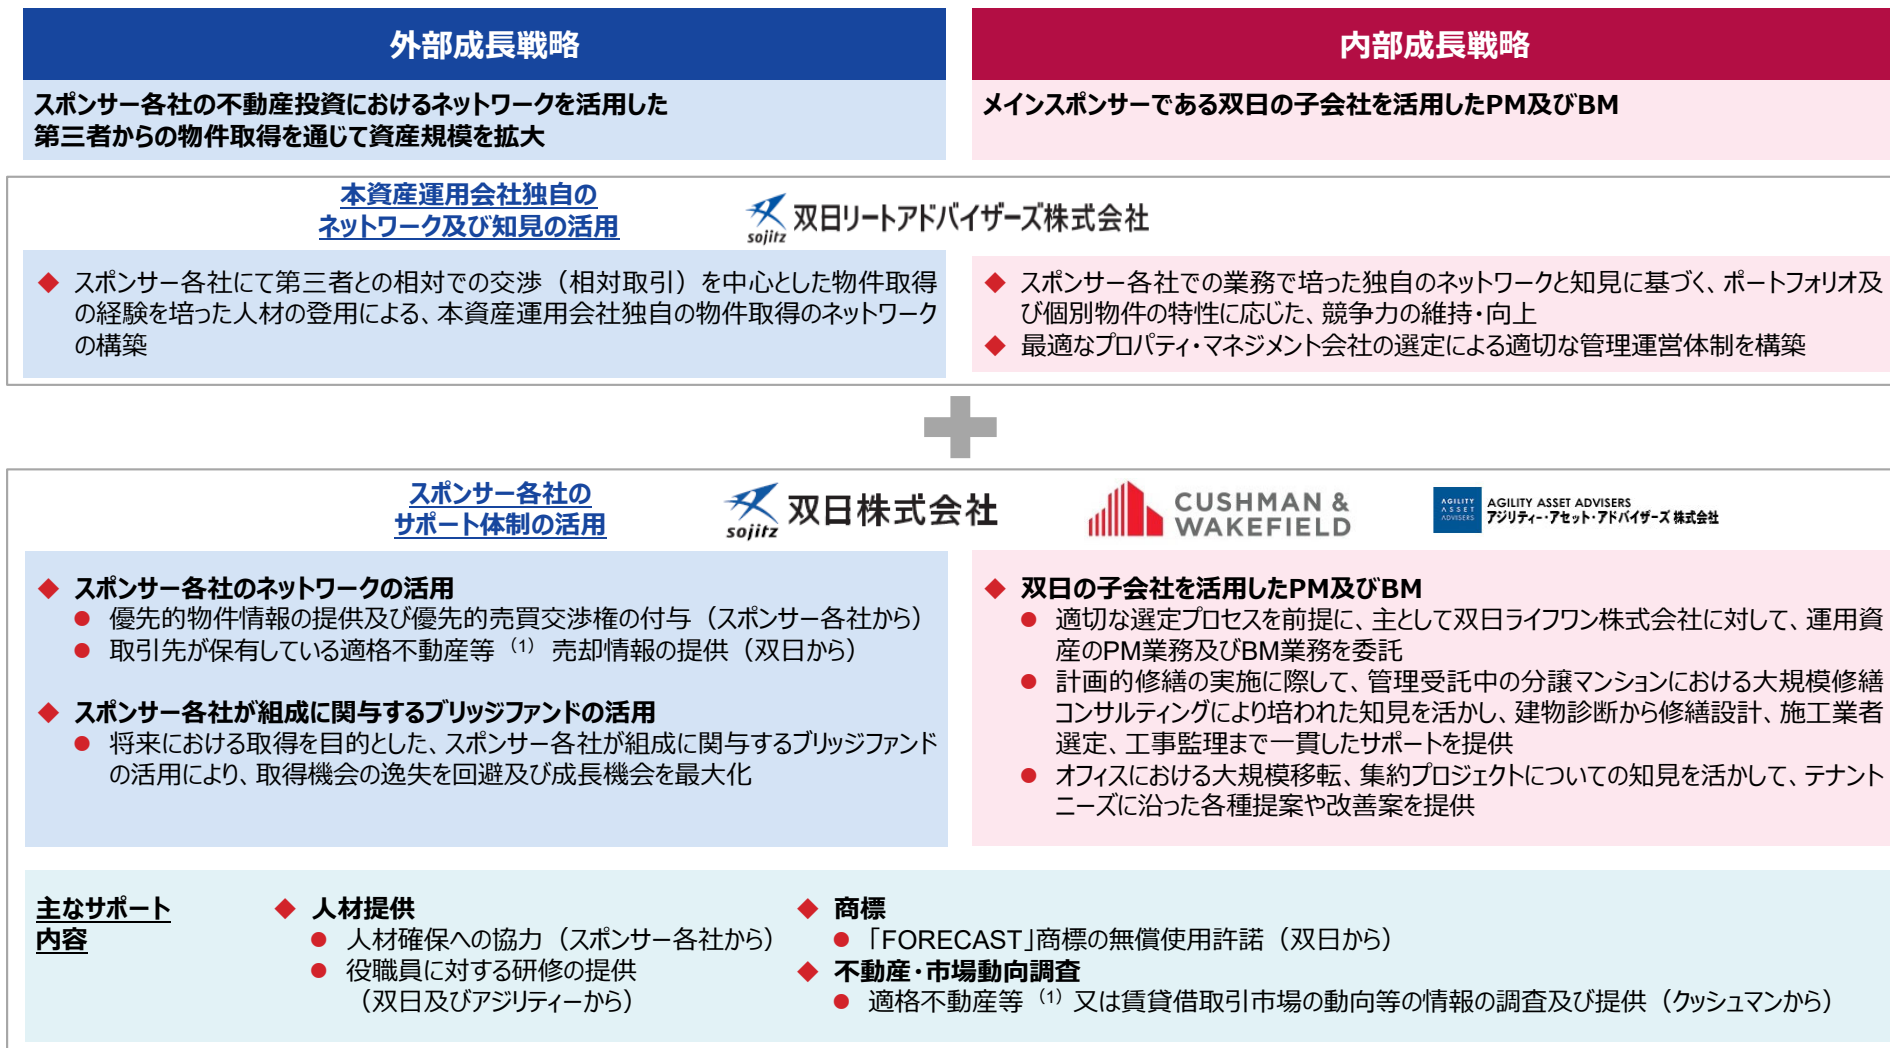 外部成長戦略
スポンサー各社の不動産投資におけるネットワークを活用した
第三者からの物件取得を通じて資産規模を拡大
内部成長戦略
メインスポンサーである双日の子会社を活用したPM及びBM
本資産運用会社独自の
ネットワーク及び知見の活用
sojitz 双日リートアドバイザーズ株式会社
◆ スポンサー各社にて第三者との相対での交渉（相対取引）を中心とした物件取得
の経験を培った人材の登用による、本資産運用会社独自の物件取得のネットワーク
の構築
◆ スポンサー各社での業務で培った独自のネットワークと知見に基づく、ポートフォリオ及
び個別物件の特性に応じた、競争力の維持・向上
◆ 最適なプロパティ・マネジメント会社の選定による適切な管理運営体制を構築
スポンサー各社の
サポート体制の活用
sojitz 双日株式会社
CUSHMAN &
WAKEFIELD
AGILITY
ASSET
ADVISERS
AGILITY ASSET ADVISERS
アジリティー・アセット・アドバイザーズ 株式会社
◆ スポンサー各社のネットワークの活用
● 優先的物件情報の提供及び優先的売買交渉権の付与（スポンサー各社から）
● 取引先が保有している適格不動産等（1）売却情報の提供（双日から）
◆ スポンサー各社が組成に関与するブリッジファンドの活用
● 将来における取得を目的とした、スポンサー各社が組成に関与するブリッジファンド
の活用により、取得機会の逸失を回避及び成長機会を最大化
◆ 双日の子会社を活用したPM及びBM
● 適切な選定プロセスを前提に、主として双日ライフワン株式会社に対して、運用資
産のPM業務及びBM業務を委託
● 計画的修繕の実施に際して、管理受託中の分譲マンションにおける大規模修繕
コンサルティングにより培われた知見を活かし、建物診断から修繕設計、施工業者
選定、工事監理まで一貫したサポートを提供
● オフィスにおける大規模移転、集約プロジェクトについての知見を活かして、テナント
ニーズに沿った各種提案や改善案を提供
主なサポート
内容
◆ 人材提供
● 人材確保への協力（スポンサー各社から）
● 役職員に対する研修の提供
（双日及びアジリティーから）
◆ 商標
● 「FORECAST」商標の無償使用許諾（双日から）
◆ 不動産・市場動向調査
● 適格不動産等（1）又は賃貸借取引市場の動向等の情報の調査及び提供（クッシュマンから）